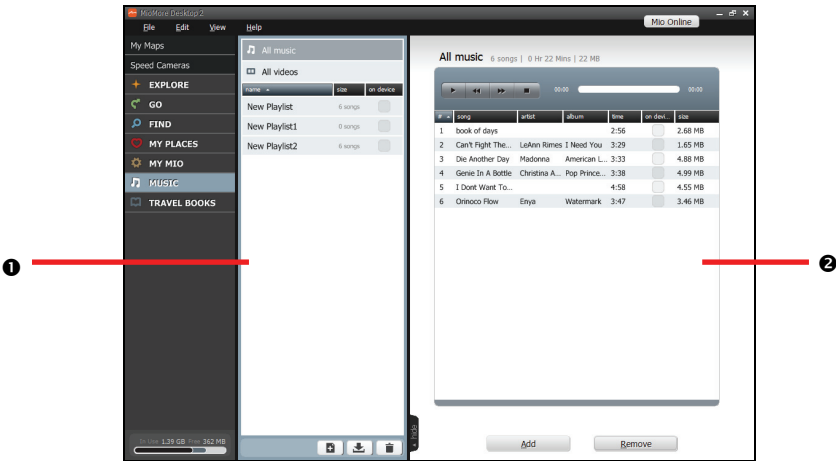 MioMore Desktop 2
File Edit View Help
Mio Online
My Maps
Speed Cameras
EXPLORE
GO
FIND
MY PLACES
MY MIO
MUSIC
TRAVEL BOOKS
In Use 1.39 GB Free 362 MB
All music
All videos
name size on device
New Playlist 6 songs
New Playlist1 0 songs
New Playlist2 6 songs
All music 6 songs | 0 Hr 22 Mins | 22 MB
00:00 00:00
# song artist album time on devi... size
1 book of days 2:56 2.68 MB
2 Can't Fight The... LeAnn Rimes I Need You 3:29 1.65 MB
3 Die Another Day Madonna American L... 3:33 4.88 MB
4 Genie In A Bottle Christina A... Pop Prince... 3:38 4.99 MB
5 I Dont Want To... 4:58 4.55 MB
6 Orinoco Flow Enya Watermark 3:47 3.46 MB
hide
Add Remove
❶
❷